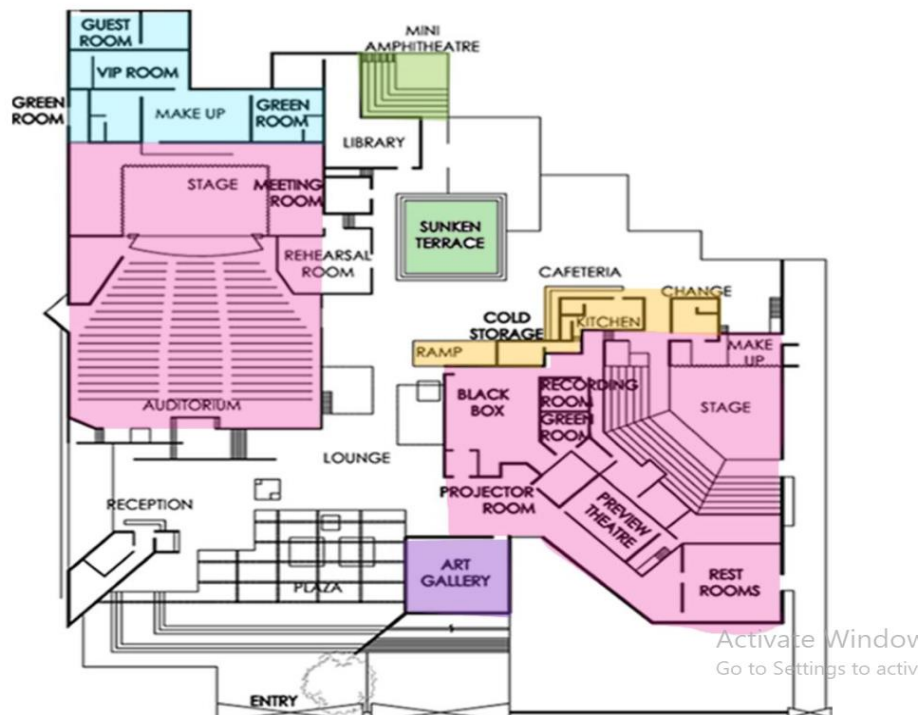 GUEST
ROOM
MINI
AMPHITHEATRE
VIP ROOM
GREEN
ROOM
MAKE UP
GREEN
ROOM
LIBRARY
STAGE
MEETING
ROOM
SUNKEN
TERRACE
REHEARSAL
ROOM
CAFETERIA
CHANGE
COLD
STORAGE
KITCHEN
RAMP
MAKE
UP
RECORDING
ROOM
BLACK
BOX
AUDITORIUM
STAGE
GREEN
ROOM
LOUNGE
RECEPTION
PROJECTOR
ROOM
PREVIEW
THEATRE
ART
GALLERY
PLAZA
REST
ROOMS
Activate Window
Go to Settings to activ
ENTRY